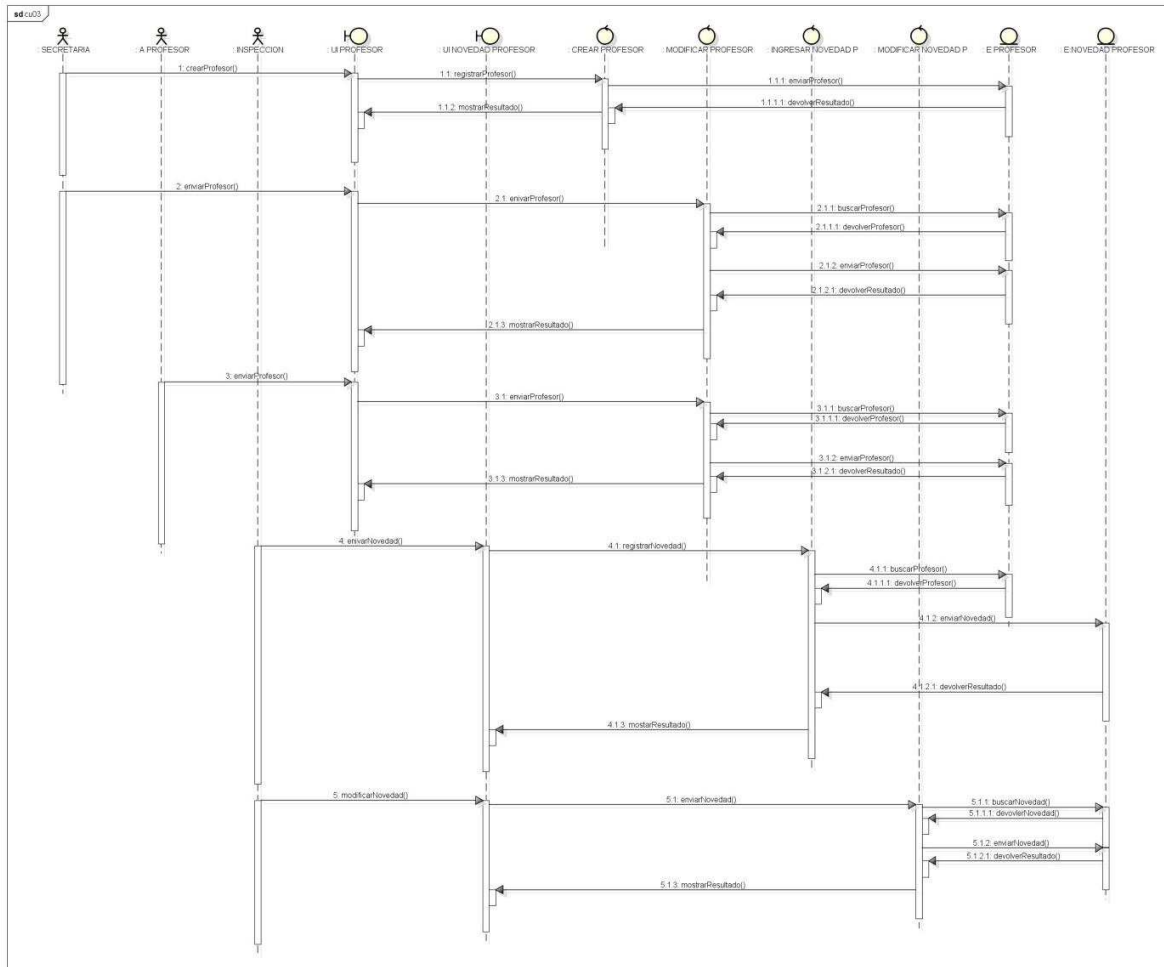 sd cu03
: SECRETARIA
: A PROFESOR
: INSPECCION
: UI PROFESOR
: UI NOVEDAD PROFESOR
: CREAR PROFESOR
: MODIFICAR PROFESOR
: INGRESAR NOVEDAD P
: MODIFICAR NOVEDAD P
: E PROFESOR
: E:NOVEDAD PROFESOR
1: crearProfesor()
1.1: registrarProfesor()
1.1.1: enviarProfesor()
1.1.1.1: devolverResultado()
1.1.2: mostrarResultado()
2: enviarProfesor()
2.1: enviarProfesor()
2.1.1: buscarProfesor()
2.1.1.1: devolverProfesor()
2.1.2: enviarProfesor()
2.1.2.1: devolverResultado()
2.1.3: mostrarResultado()
3: enviarProfesor()
3.1: enviarProfesor()
3.1.1: buscarProfesor()
3.1.1.1: devolverProfesor()
3.1.2: enviarProfesor()
3.1.2.1: devolverResultado()
3.1.3: mostrarResultado()
4: enviarNovedad()
4.1: registrarNovedad()
4.1.1: buscarProfesor()
4.1.1.1: devolverProfesor()
4.1.2: enviarNovedad()
4.1.2.1: devolverResultado()
4.1.3: mostarResultado()
5: modificarNovedad()
5.1: enviarNovedad()
5.1.1: buscarNovedad()
5.1.1.1: devovlerNovedad()
5.1.2: enviarNovedad()
5.1.2.1: devolverResultado()
5.1.3: mostrarResultado()